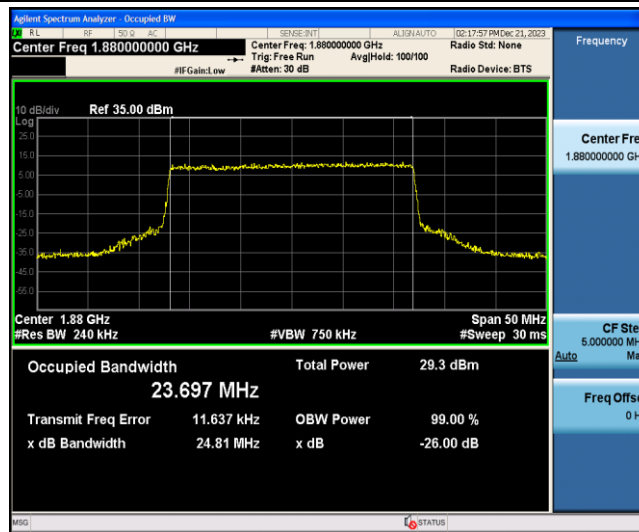 Agilent Spectrum Analyzer - Occupied BW
RL RF 50 Ω AC SENSE:INT ALIGN AUTO 02:17:57 PM Dec 21, 2023
Center Freq 1.880000000 GHz Center Freq: 1.880000000 GHz Radio Std: None
Trig: Free Run Avg|Hold: 100/100
#IFGain:Low #Atten: 30 dB Radio Device: BTS
10 dB/div Ref 35.00 dBm
Log
25.0
15.0
5.00
-5.00
-15.0
-25.0
-35.0
-45.0
-55.0
Center 1.88 GHz Span 50 MHz
#Res BW 240 kHz #VBW 750 kHz #Sweep 30 ms
Occupied Bandwidth Total Power 29.3 dBm
23.697 MHz
Transmit Freq Error 11.637 kHz OBW Power 99.00 %
x dB Bandwidth 24.81 MHz x dB -26.00 dB
Frequency
Center Fre
1.880000000 GH
CF Ste
5.000000 MH
Auto Ma
Freq Offs
0 H
MSG STATUS